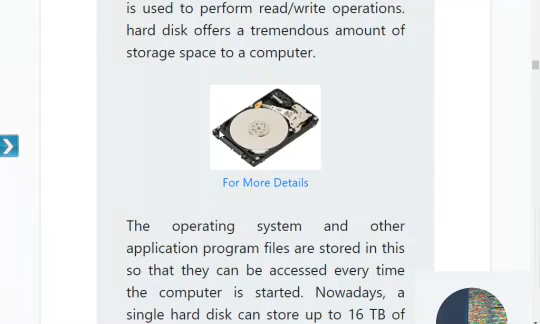 is used to perform read/write operations.
hard disk offers a tremendous amount of
storage space to a computer.
For More Details
The operating system and other
application program files are stored in this
so that they can be accessed every time
the computer is started. Nowadays, a
single hard disk can store up to 16 TB of